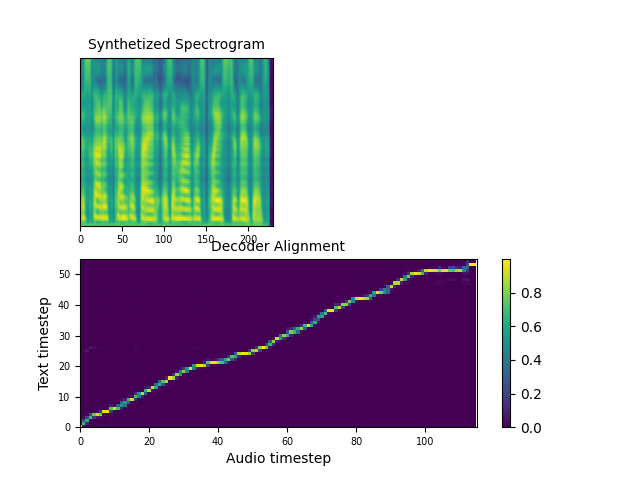 Synthetized Spectrogram
0 50 100 150 200
Decoder Alignment
50
40
30
20
10
0
Text timestep
0 20 40 60 80 100
Audio timestep
0.8
0.6
0.4
0.2
0.0